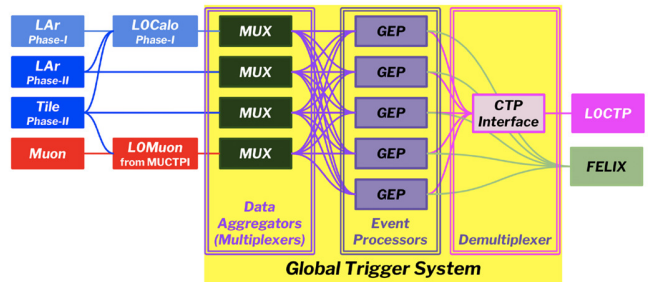 LAr
Phase-I
L0Calo
Phase-I
MUX
GEP
LAr
Phase-II
MUX
GEP
Tile
Phase-II
MUX
GEP
CTP
Interface
L0CTP
Muon
L0Muon
from MUCTPI
MUX
GEP
FELIX
GEP
Data
Aggregators
(Multiplexers)
Event
Processors
Demultiplexer
Global Trigger System